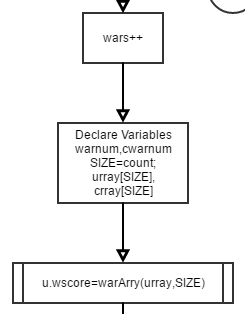 wars++
Declare Variables
warnum,cwarnum
SIZE=count;
urray[SIZE],
crray[SIZE]
u.wscore=warArry(urray,SIZE)